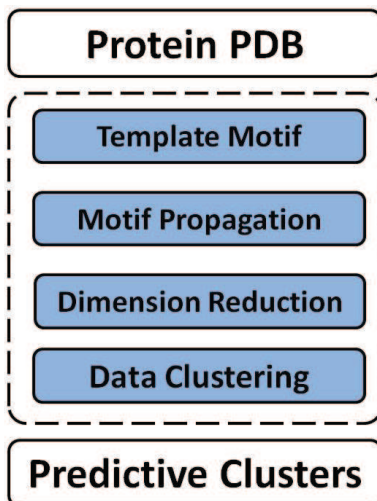 Protein PDB
Template Motif
Motif Propagation
Dimension Reduction
Data Clustering
Predictive Clusters